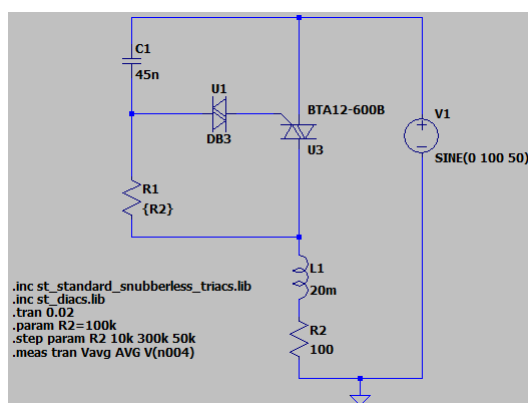 C1
45n
U1
DB3
BTA12-600B
U3
V1
SINE(0 100 50)
R1
{R2}
L1
20m
R2
100
.inc st_standard_snubberless_triacs.lib
.inc st_diacs.lib
.tran 0.02
.param R2=100k
.step param R2 10k 300k 50k
.meas tran Vavg AVG V(n004)